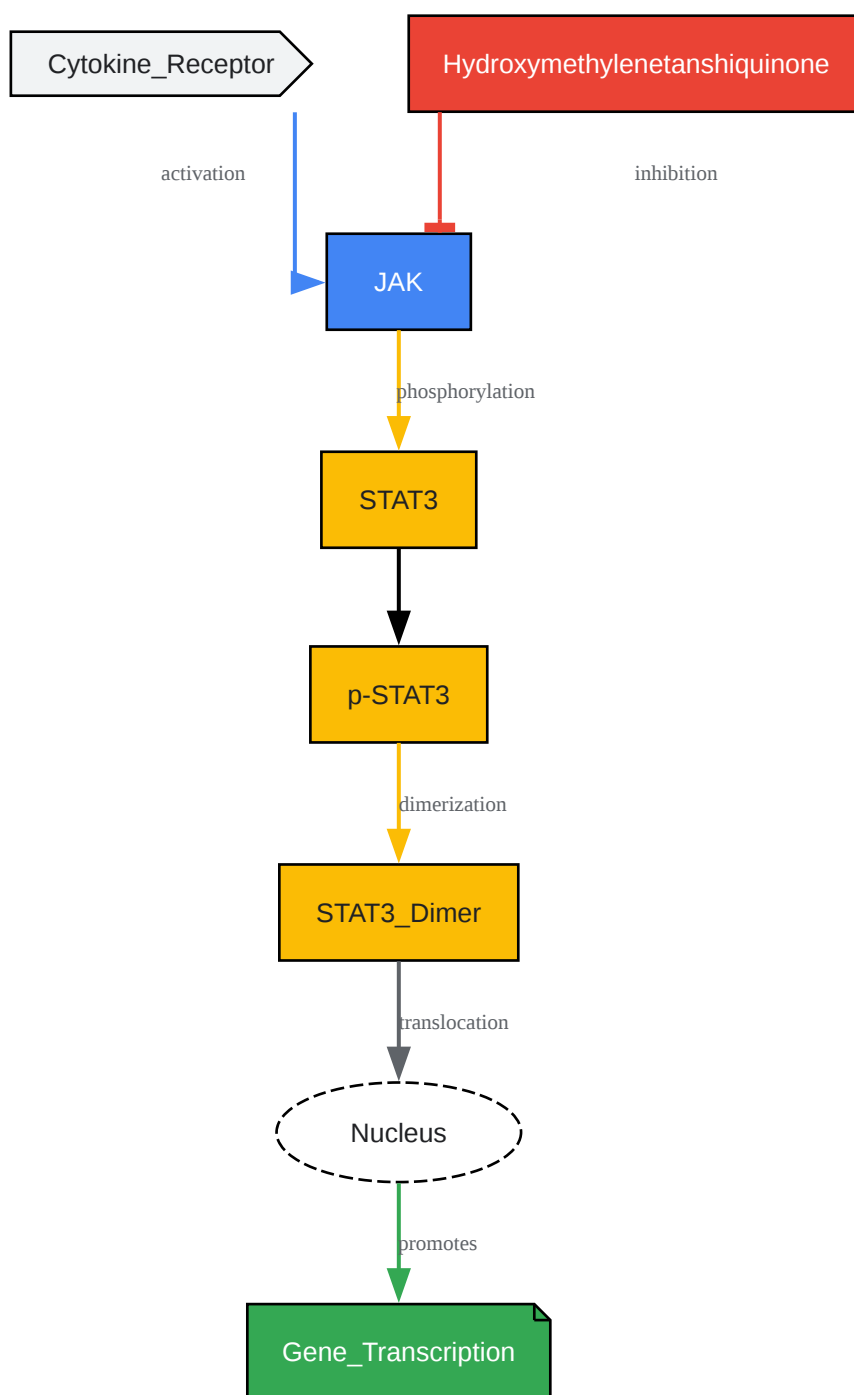 Cytokine_Receptor
Hydroxymethylenetanshiquinone
activation
inhibition
JAK
phosphorylation
STAT3
p-STAT3
dimerization
STAT3_Dimer
translocation
Nucleus
promotes
Gene_Transcription